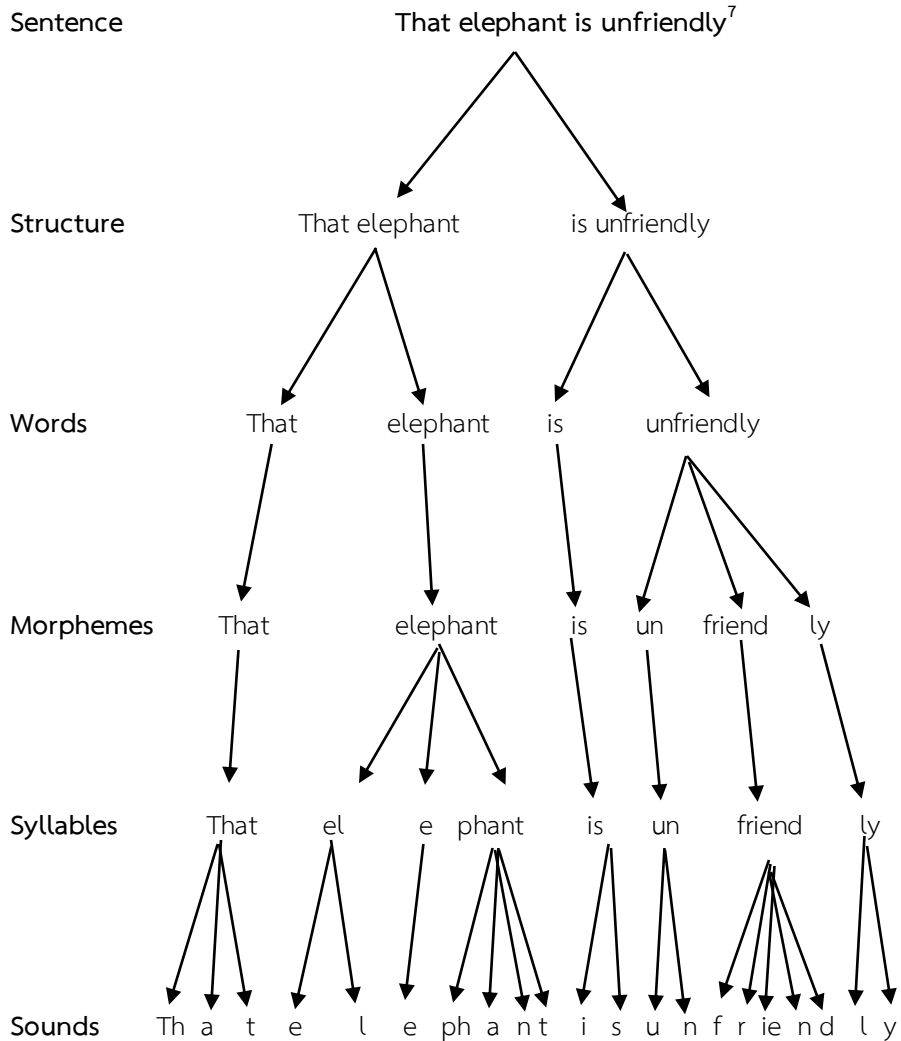 Sentence That elephant is unfriendly⁷
Structure That elephant is unfriendly
Words That elephant is unfriendly
Morphemes That elephant is un friend ly
Syllables That el e phant is un friend ly
Sounds Th a t e l e ph a n t i s u n f r ie n d l y